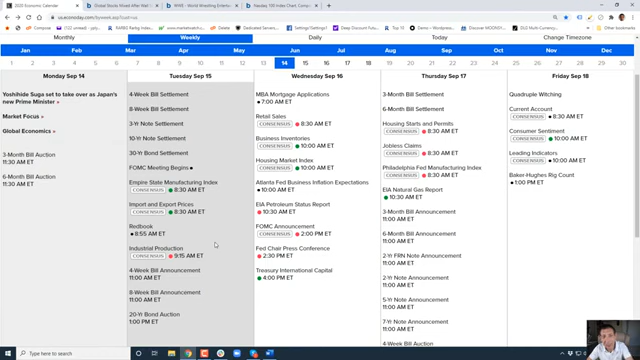 2020 Economic Calendar
Global Stocks Mixed After Wall
WWE – World Wrestling Enterta
Nasdaq 100 Index Chart, Comp
us.econoday.com/byweek.asp?cust=us
Monthly
Weekly
Daily
Today
Change Timezone
Jan
Feb
Mar
Apr
May
Jun
Jul
Aug
Sep
Oct
Nov
Dec
Monday Sep 14
Tuesday Sep 15
Wednesday Sep 16
Thursday Sep 17
Friday Sep 18
Yoshihide Suga set to take over as Japan's
new Prime Minister »
Market Focus »
Global Economics »
3-Month Bill Auction
11:30 AM ET
6-Month Bill Auction
11:30 AM ET
4-Week Bill Settlement
8-Week Bill Settlement
3-Yr Note Settlement
10-Yr Note Settlement
30-Yr Bond Settlement
FOMC Meeting Begins
Empire State Manufacturing Index
CONSENSUS 8:30 AM ET
Import and Export Prices
CONSENSUS 8:30 AM ET
Redbook
8:55 AM ET
Industrial Production
CONSENSUS 9:15 AM ET
4-Week Bill Announcement
11:00 AM ET
8-Week Bill Announcement
11:00 AM ET
20-Yr Bond Auction
1:00 PM ET
MBA Mortgage Applications
7:00 AM ET
Retail Sales
CONSENSUS 8:30 AM ET
Business Inventories
CONSENSUS 10:00 AM ET
Housing Market Index
CONSENSUS 10:00 AM ET
Atlanta Fed Business Inflation Expectations
10:00 AM ET
EIA Petroleum Status Report
10:30 AM ET
FOMC Announcement
CONSENSUS 2:00 PM ET
Fed Chair Press Conference
2:30 PM ET
Treasury International Capital
4:00 PM ET
3-Month Bill Settlement
6-Month Bill Settlement
Housing Starts and Permits
CONSENSUS 8:30 AM ET
Jobless Claims
CONSENSUS 8:30 AM ET
Philadelphia Fed Manufacturing Index
CONSENSUS 8:30 AM ET
EIA Natural Gas Report
10:30 AM ET
3-Month Bill Announcement
11:00 AM ET
6-Month Bill Announcement
11:00 AM ET
2-Yr FRN Note Announcement
11:00 AM ET
2-Yr Note Announcement
11:00 AM ET
5-Yr Note Announcement
11:00 AM ET
7-Yr Note Announcement
11:00 AM ET
4-Week Bill Auction
Quadruple Witching
Current Account
CONSENSUS 8:30 AM ET
Consumer Sentiment
CONSENSUS 10:00 AM ET
Leading Indicators
CONSENSUS 10:00 AM ET
Baker-Hughes Rig Count
1:00 PM ET
Type here to search